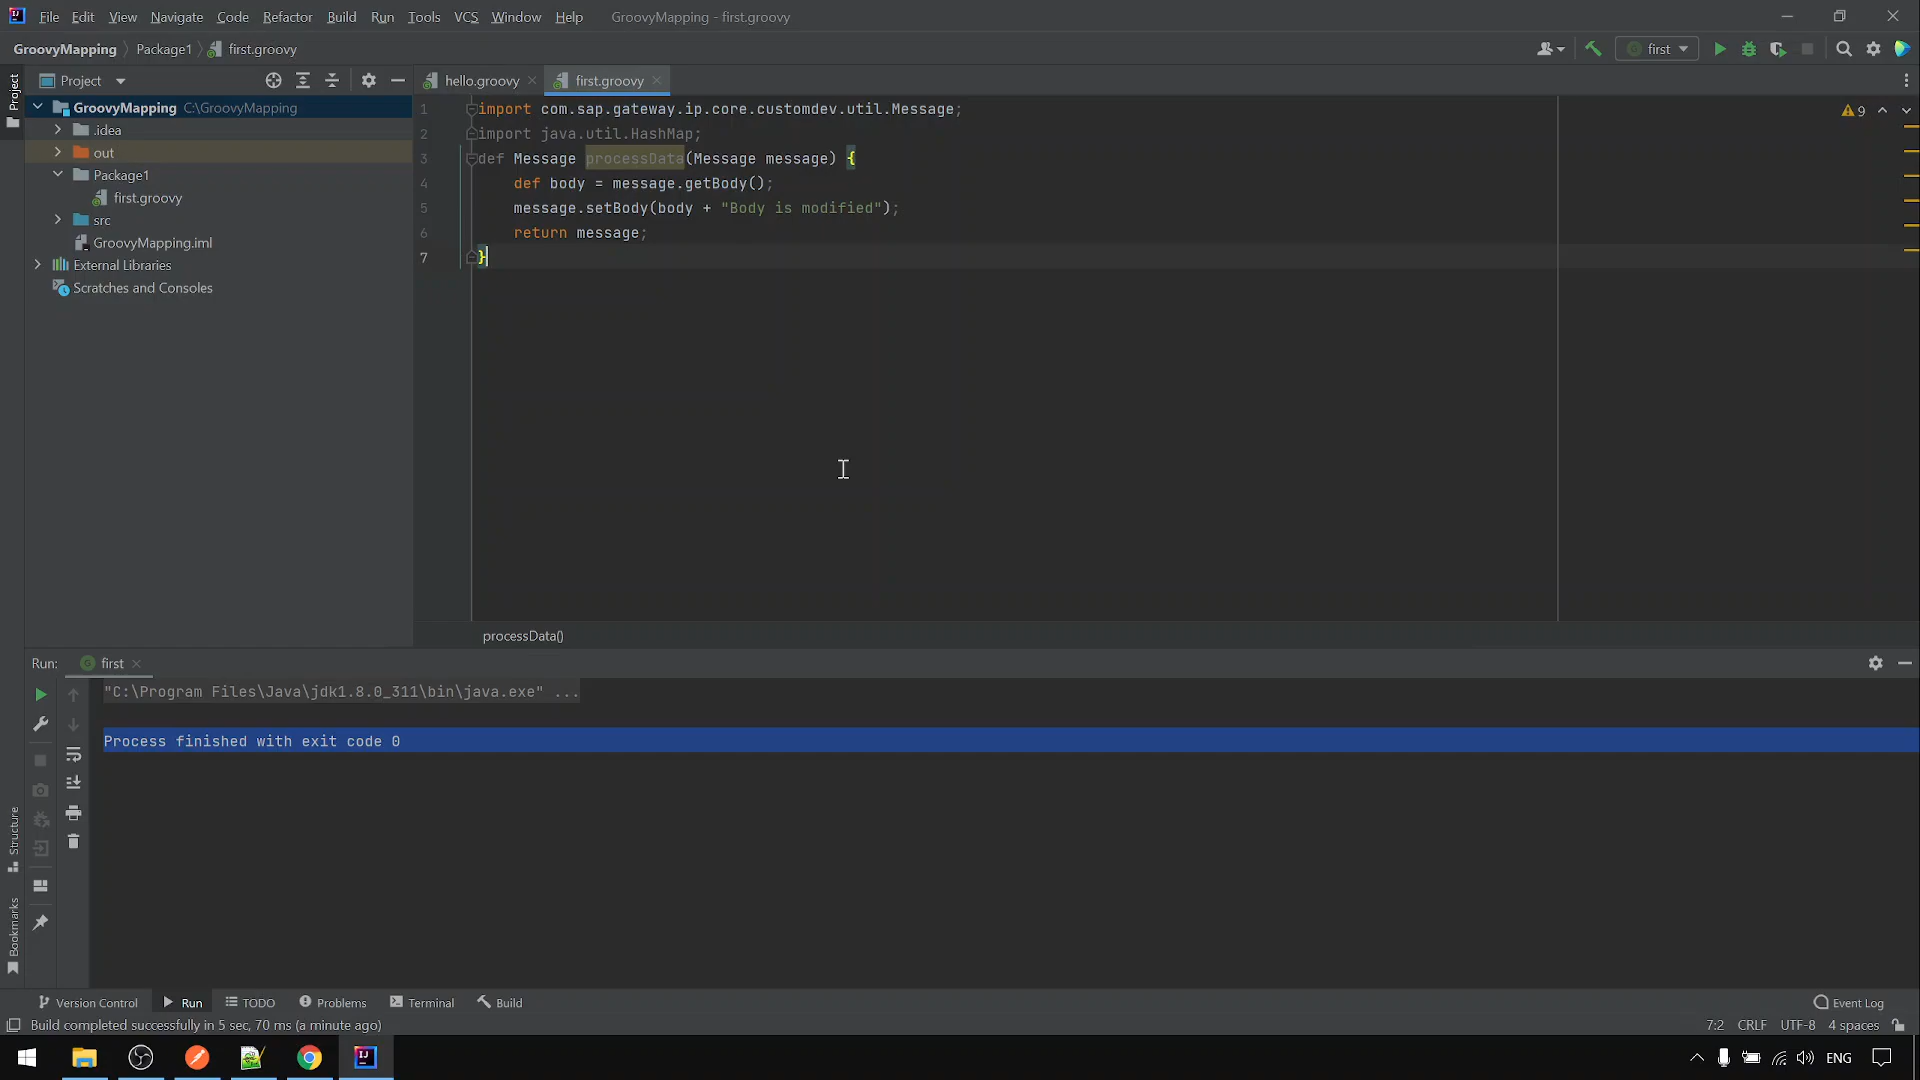 File Edit View Navigate Code Refactor Build Run Tools VCS Window Help GroovyMapping - first.groovy
GroovyMapping Package1 first.groovy
first
Project
Project
hello.groovy
first.groovy
GroovyMapping C:\GroovyMapping
.idea
out
Package1
first.groovy
src
GroovyMapping.iml
External Libraries
Scratches and Consoles
9
1 import com.sap.gateway.ip.core.customdev.util.Message;
2 import java.util.HashMap;
3 def Message processData(Message message) {
4 def body = message.getBody();
5 message.setBody(body + "Body is modified");
6 return message;
7 }
processData()
Run: first
"C:\Program Files\Java\jdk1.8.0_311\bin\java.exe" ...
Process finished with exit code 0
Structure
Bookmarks
Version Control Run TODO Problems Terminal Build Event Log
Build completed successfully in 5 sec, 70 ms (a minute ago)
7:2 CRLF UTF-8 4 spaces
ENG